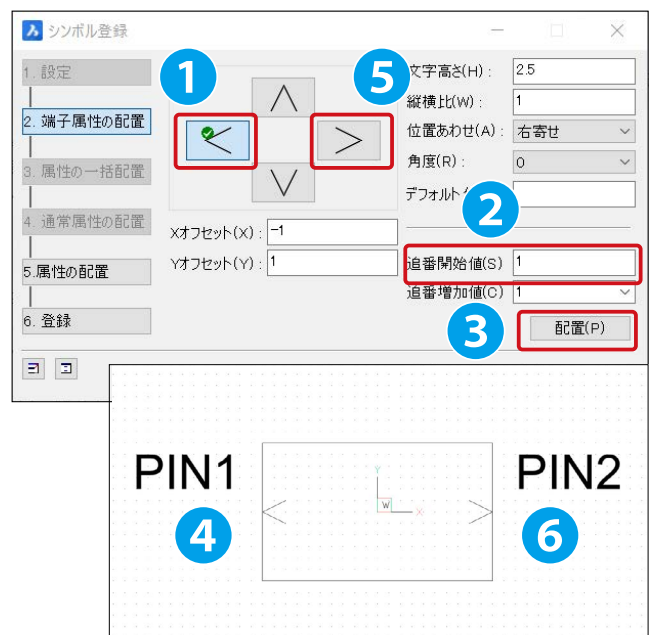 シンボル登録
1. 設定
2. 端子属性の配置
3. 属性の一括配置
4. 通常属性の配置
5.属性の配置
6. 登録
1
5
文字高さ(H) : 2.5
縦横比(W) : 1
位置あわせ(A) : 右寄せ
角度(R) : 0
デフォルト
2
Xオフセット(X) : -1
Yオフセット(Y) : 1
追番開始値(S) 1
追番増加値(C) 1
3
配置(P)
PIN1
PIN2
Y
W
X
4
6